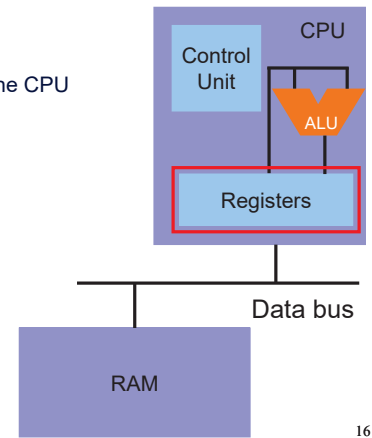 CPU
Control
Unit
he CPU
ALU
Registers
Data bus
RAM
16